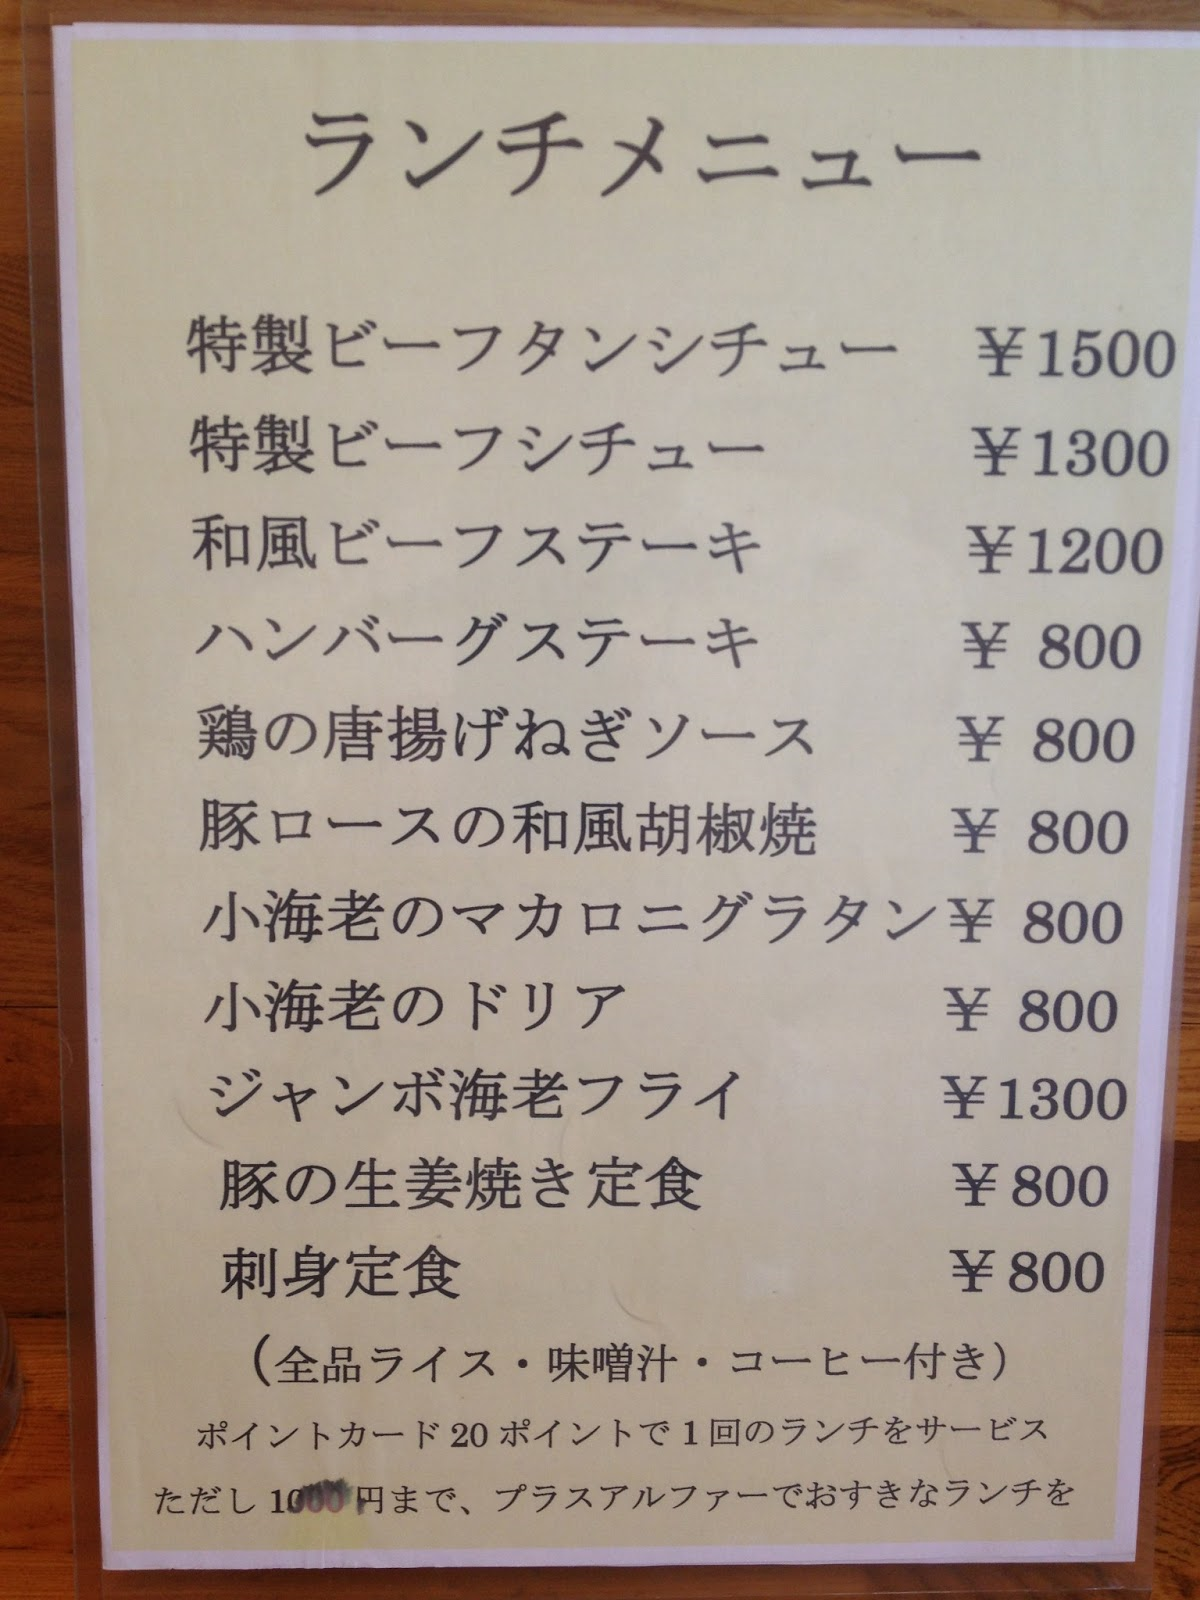 ランチメニュー
特製ビーフタンシチュー ¥1500
特製ビーフシチュー ¥1300
和風ビーフステーキ ¥1200
ハンバーグステーキ ¥ 800
鶏の唐揚げねぎソース ¥ 800
豚ロースの和風胡椒焼 ¥ 800
小海老のマカロニグラタン¥ 800
小海老のドリア ¥ 800
ジャンボ海老フライ ¥1300
豚の生姜焼き定食 ¥800
刺身定食 ¥800
(全品ライス・味噌汁・コーヒー付き)
ポイントカード20ポイントで1回のランチをサービス
ただし 円まで、プラスアルファーでおすきなランチを